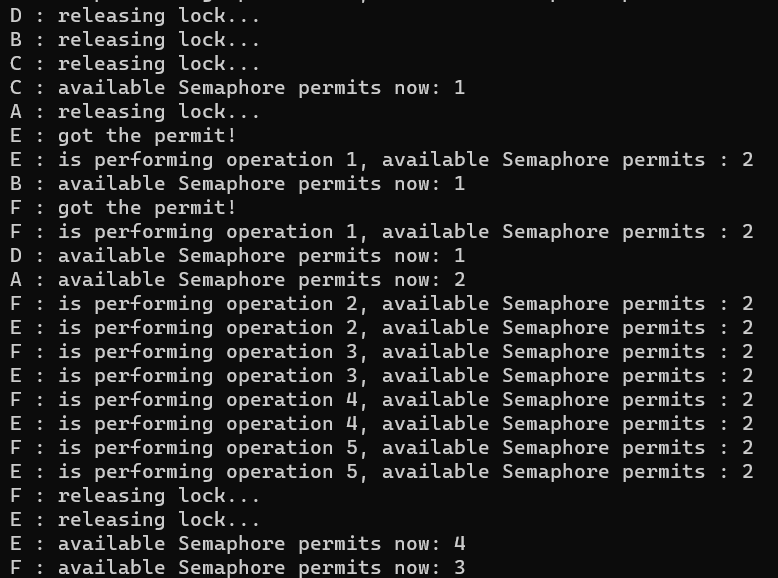 D : releasing lock...
B : releasing lock...
C : releasing lock...
C : available Semaphore permits now: 1
A : releasing lock...
E : got the permit!
E : is performing operation 1, available Semaphore permits : 2
B : available Semaphore permits now: 1
F : got the permit!
F : is performing operation 1, available Semaphore permits : 2
D : available Semaphore permits now: 1
A : available Semaphore permits now: 2
F : is performing operation 2, available Semaphore permits : 2
E : is performing operation 2, available Semaphore permits : 2
F : is performing operation 3, available Semaphore permits : 2
E : is performing operation 3, available Semaphore permits : 2
F : is performing operation 4, available Semaphore permits : 2
E : is performing operation 4, available Semaphore permits : 2
F : is performing operation 5, available Semaphore permits : 2
E : is performing operation 5, available Semaphore permits : 2
F : releasing lock...
E : releasing lock...
E : available Semaphore permits now: 4
F : available Semaphore permits now: 3